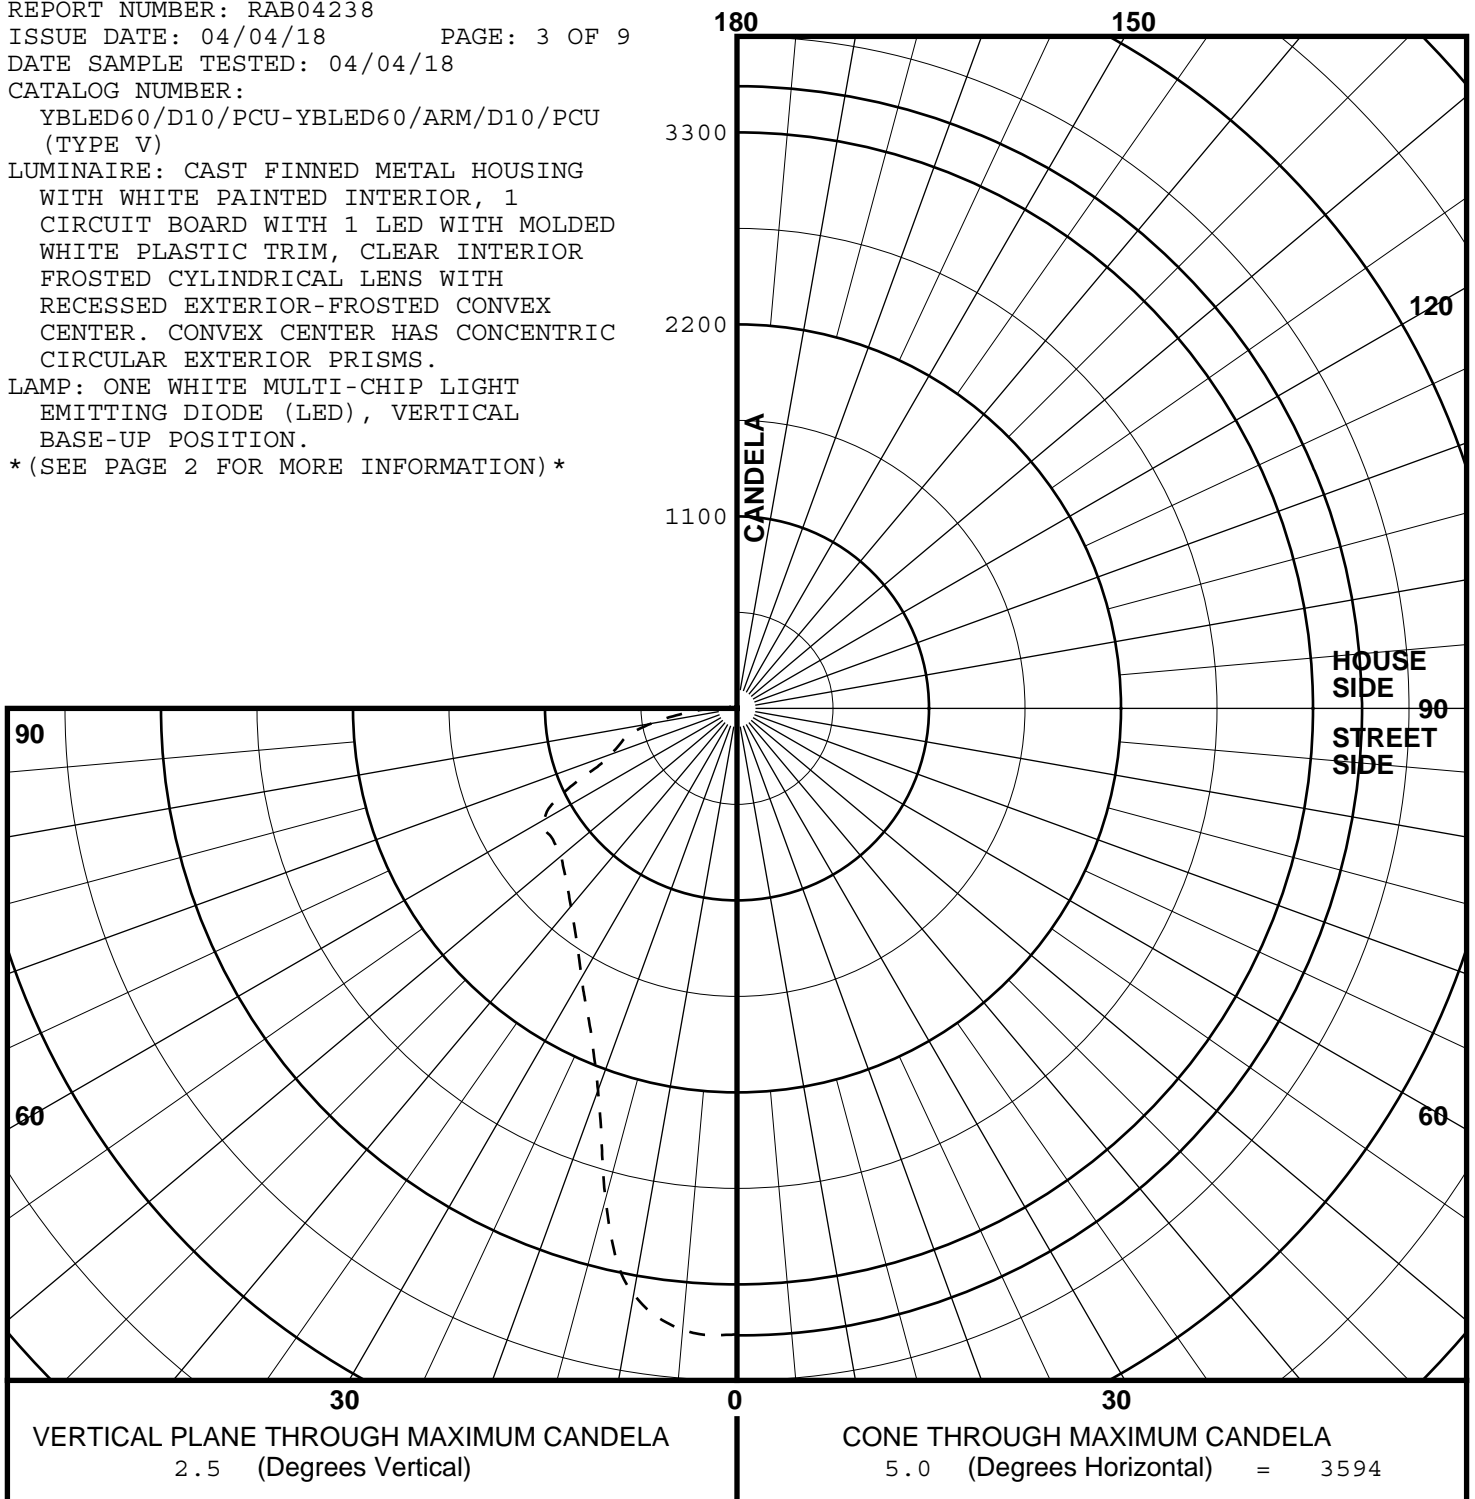 REPORT NUMBER: RAB04238
ISSUE DATE: 04/04/18 PAGE: 3 OF 9
DATE SAMPLE TESTED: 04/04/18
CATALOG NUMBER:
YBLED60/D10/PCU-YBLED60/ARM/D10/PCU
(TYPE V)
LUMINAIRE: CAST FINNED METAL HOUSING
WITH WHITE PAINTED INTERIOR, 1
CIRCUIT BOARD WITH 1 LED WITH MOLDED
WHITE PLASTIC TRIM, CLEAR INTERIOR
FROSTED CYLINDRICAL LENS WITH
RECESSED EXTERIOR-FROSTED CONVEX
CENTER. CONVEX CENTER HAS CONCENTRIC
CIRCULAR EXTERIOR PRISMS.
LAMP: ONE WHITE MULTI-CHIP LIGHT
EMITTING DIODE (LED), VERTICAL
BASE-UP POSITION.
*(SEE PAGE 2 FOR MORE INFORMATION)*
180
150
3300
120
2200
CANDELA
1100
HOUSE
SIDE
90
90
STREET
SIDE
60
60
30
0
30
VERTICAL PLANE THROUGH MAXIMUM CANDELA
2.5 (Degrees Vertical)
CONE THROUGH MAXIMUM CANDELA
5.0 (Degrees Horizontal) = 3594